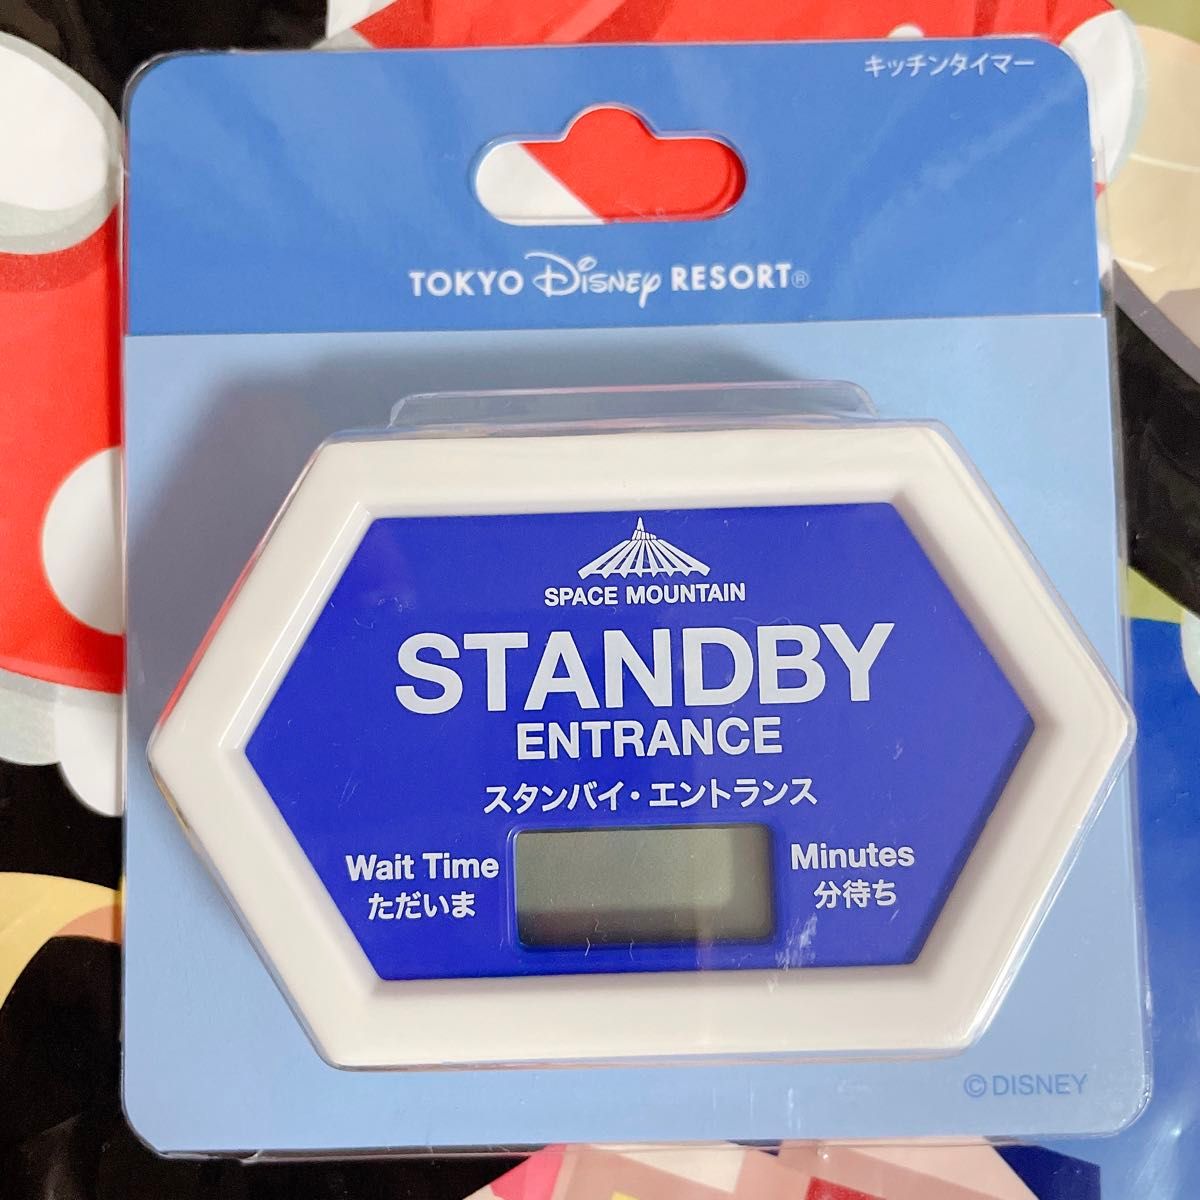 キッチンタイマー
TOKYO Disney RESORT®
SPACE MOUNTAIN
STANDBY
ENTRANCE
スタンバイ・エントランス
Wait Time
ただいま
Minutes
分待ち
©DISNEY